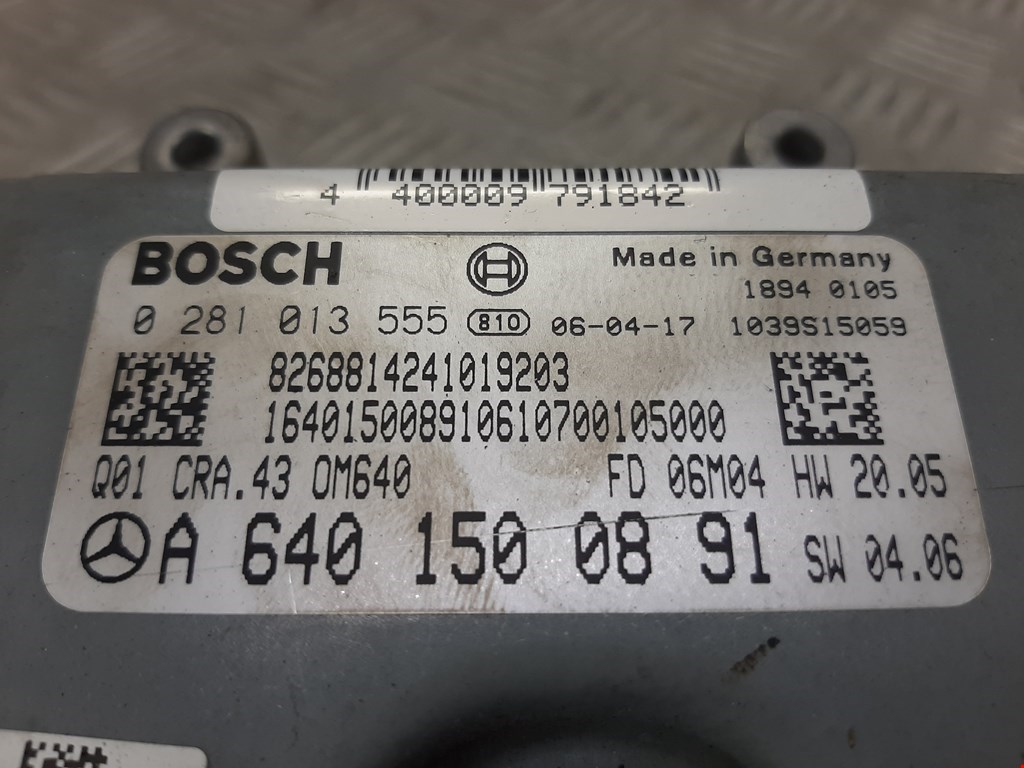 4 400009 791842
BOSCH Made in Germany
1894 0105
0 281 013 555 810 06-04-17 1039S15059
8268814241019203
164015008910610700105000
Q01 CRA.43 OM640 FD 06M04 HW 20.05
A 640 150 08 91 SW 04.06